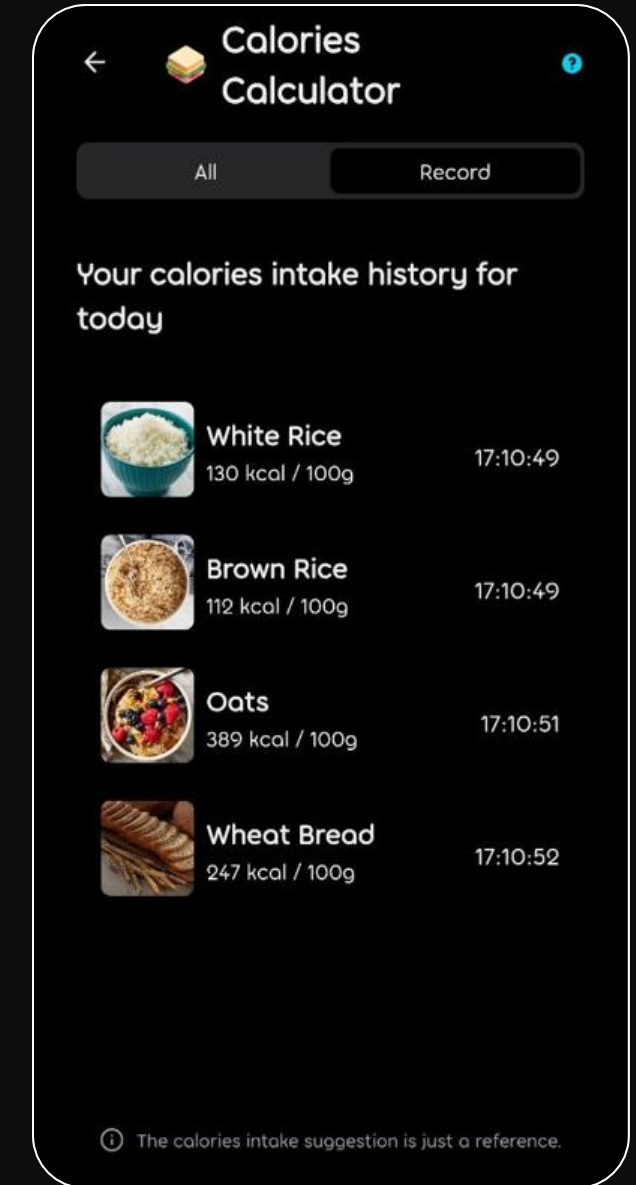 Calories
Calculator
?
All
Record
Your calories intake history for
today
White Rice
130 kcal / 100g
17:10:49
Brown Rice
112 kcal / 100g
17:10:49
Oats
389 kcal / 100g
17:10:51
Wheat Bread
247 kcal / 100g
17:10:52
The calories intake suggestion is just a reference.